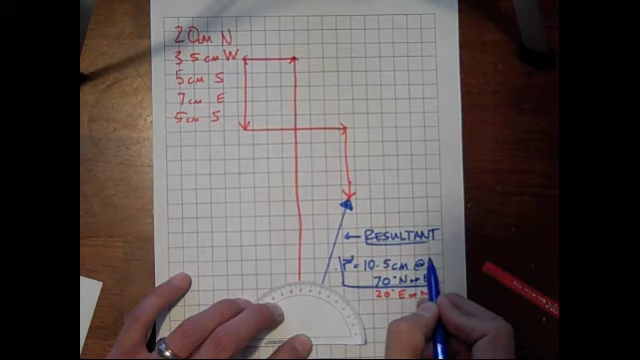 20cm N
3.5cm W
5cm S
7cm E
5cm S
← RESULTANT
= 10.5cm @
70° N of E
20° E of N